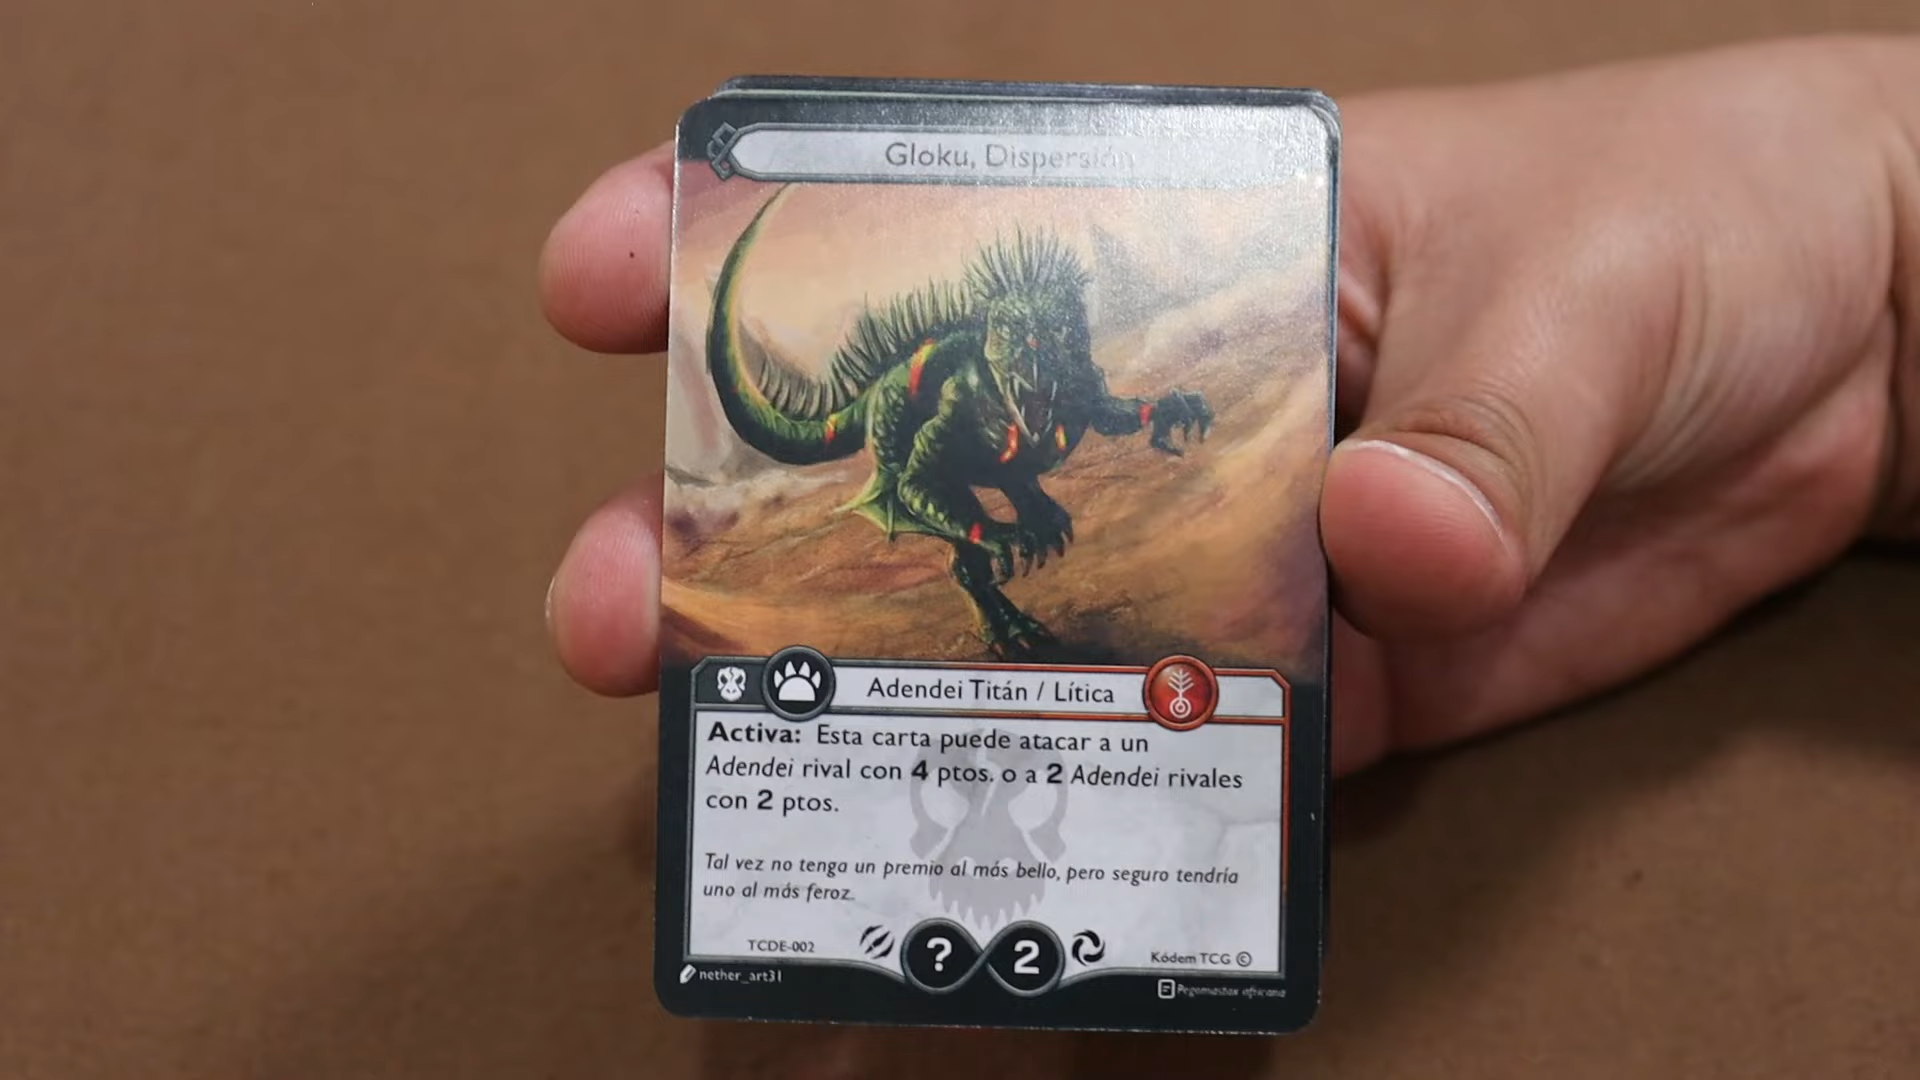 Gloku, Dispersión
Adendei Titán / Lítica
Activa: Esta carta puede atacar a un
Adendei rival con 4 ptos. o a 2 Adendei rivales
con 2 ptos.
Tal vez no tenga un premio al más bello, pero seguro tendría
uno al más feroz.
TCDE-002
? 2
Kódem TCG ©
nether_art31
Pegomastax africana